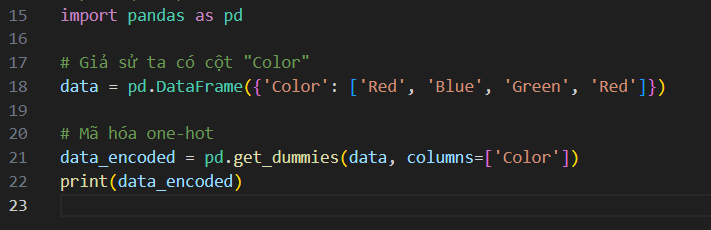 15 import pandas as pd
16
17 # Giả sử ta có cột "Color"
18 data = pd.DataFrame({'Color': ['Red', 'Blue', 'Green', 'Red']})
19
20 # Mã hóa one-hot
21 data_encoded = pd.get_dummies(data, columns=['Color'])
22 print(data_encoded)
23